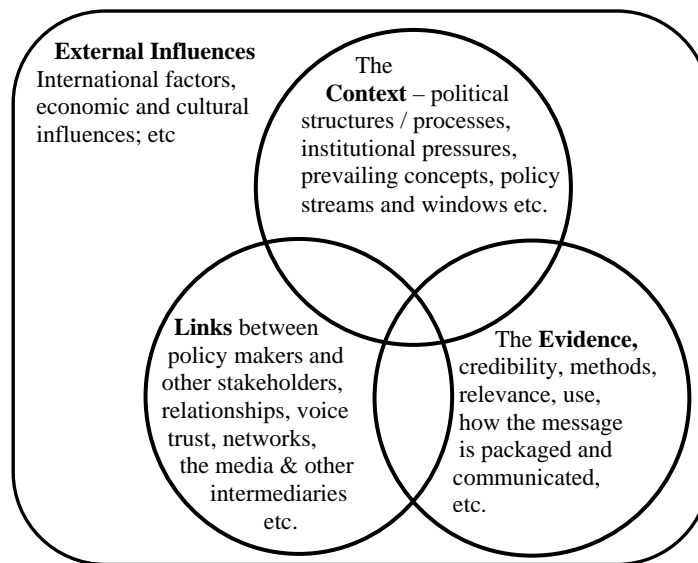 External Influences
International factors,
economic and cultural
influences; etc
The
Context – political
structures / processes,
institutional pressures,
prevailing concepts, policy
streams and windows etc.
Links between
policy makers and
other stakeholders,
relationships, voice
trust, networks,
the media & other
intermediaries
etc.
The Evidence,
credibility, methods,
relevance, use,
how the message
is packaged and
communicated,
etc.